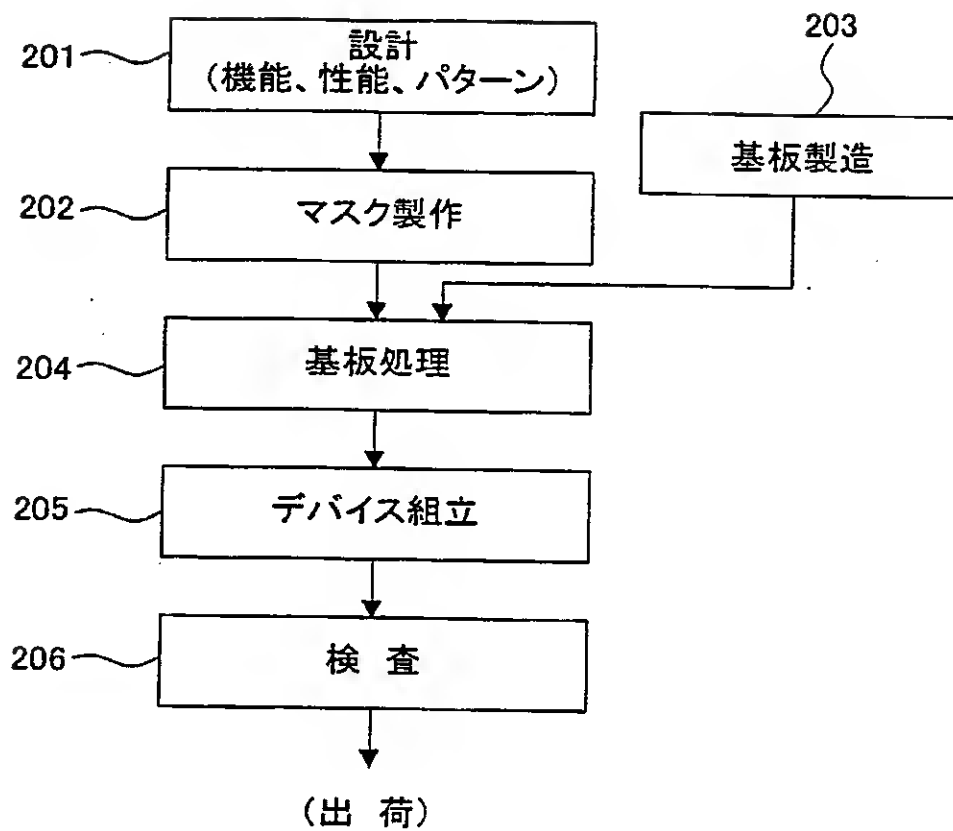 201
設計
(機能、性能、パターン)
203
基板製造
202
マスク製作
204
基板処理
205
デバイス組立
206
検 査
(出 荷)